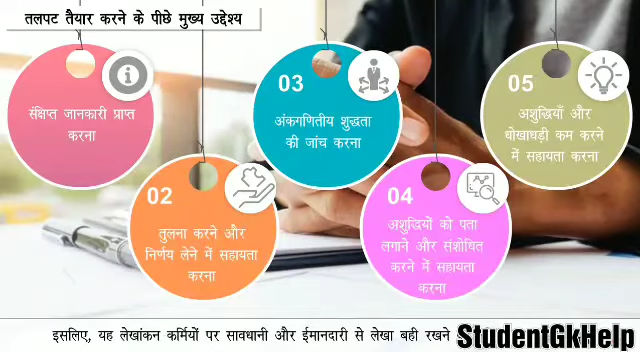 तलपट तैयार करने के पीछे मुख्य उद्देश्य
संक्षिप्त जानकारी प्राप्त
करना
02
तुलना करने और
निर्णय लेने में सहायता
करना
03
अंकगणितीय शुद्धता
की जांच करना
04
अशुद्धियों को पता
लगाने और संशोधित
करने में सहायता
करना
05
अशुद्धियाँ और
धोखाधड़ी कम करने
में सहायता करना
इसलिए, यह लेखांकन कर्मियों पर सावधानी और ईमानदारी से लेखा बही रखने
StudentGkHelp